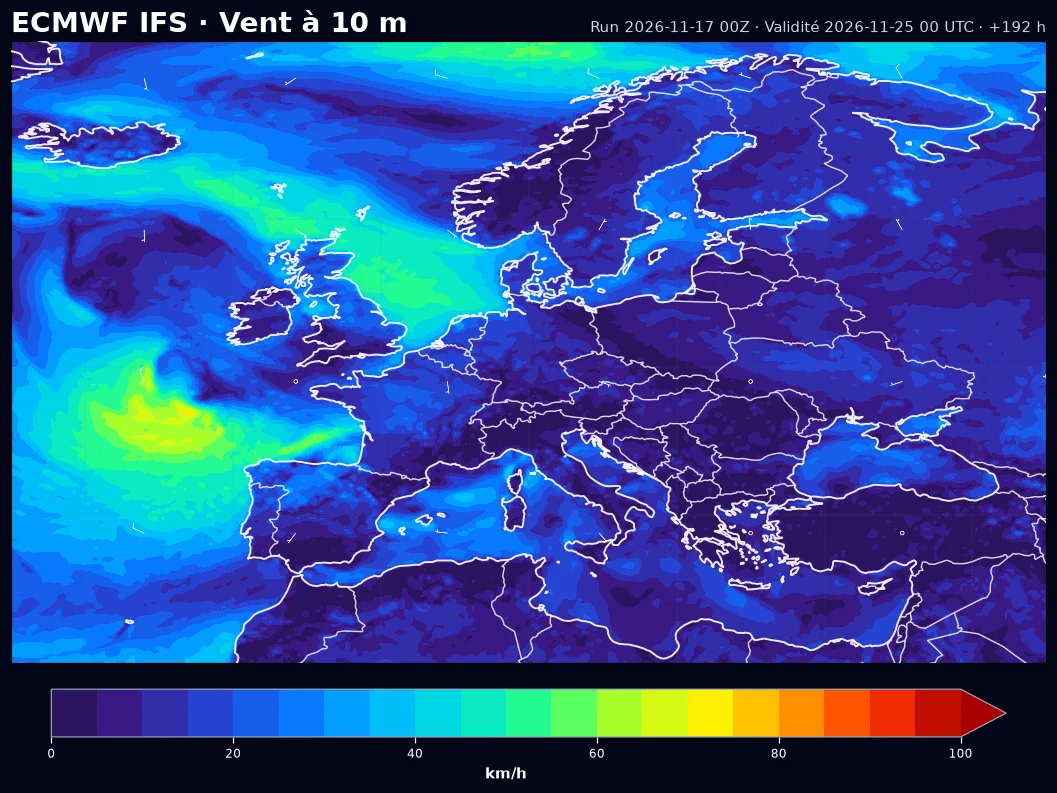 ECMWF IFS · Vent à 10 m
Run 2026-11-17 00Z · Validité 2026-11-25 00 UTC · +192 h
0 20 40 60 80 100
km/h